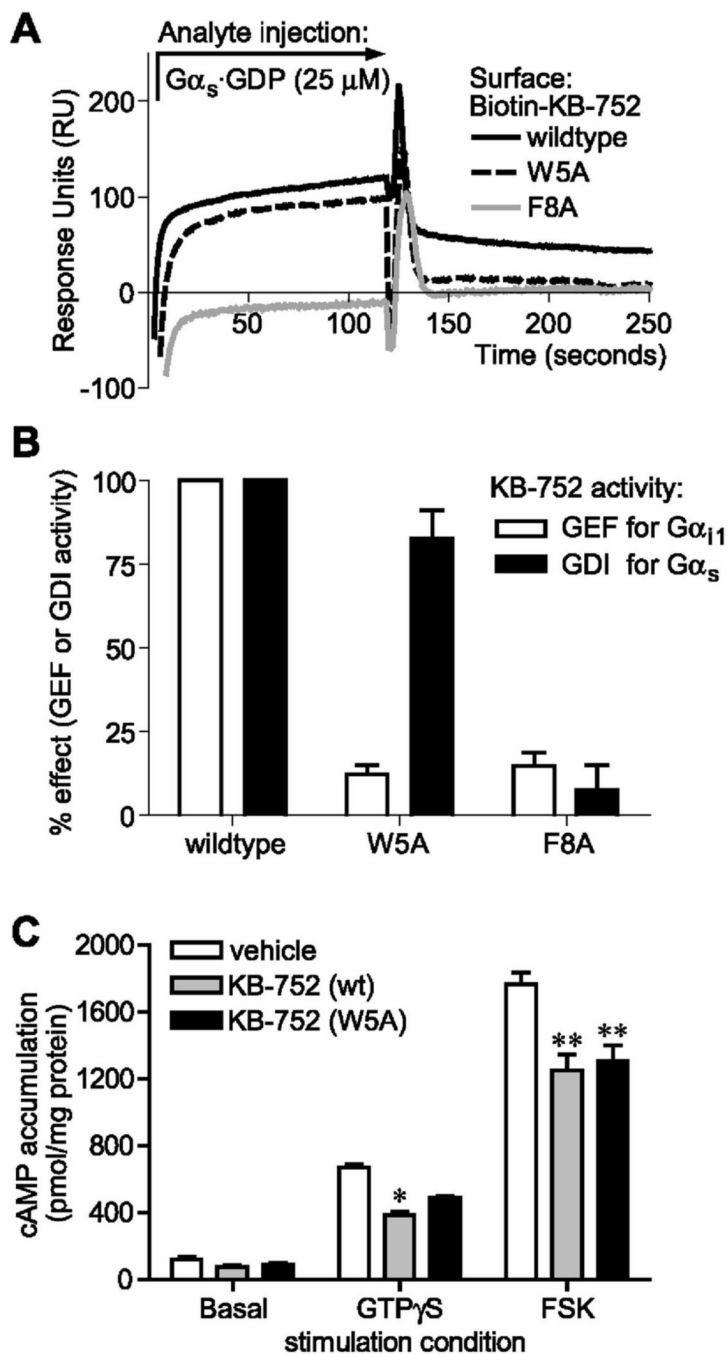 A
Analyte injection:
Gαs·GDP (25 μM)
Surface:
Biotin-KB-752
wildtype
W5A
F8A
Response Units (RU)
200
100
0
-100
50
100
150
200
250
Time (seconds)
B
% effect (GEF or GDI activity)
100
75
50
25
0
KB-752 activity:
GEF for Gαi1
GDI for Gαs
wildtype
W5A
F8A
C
cAMP accumulation
(pmol/mg protein)
2000
1600
1200
800
400
0
vehicle
KB-752 (wt)
KB-752 (W5A)
*
**
**
Basal
GTPγS
FSK
stimulation condition